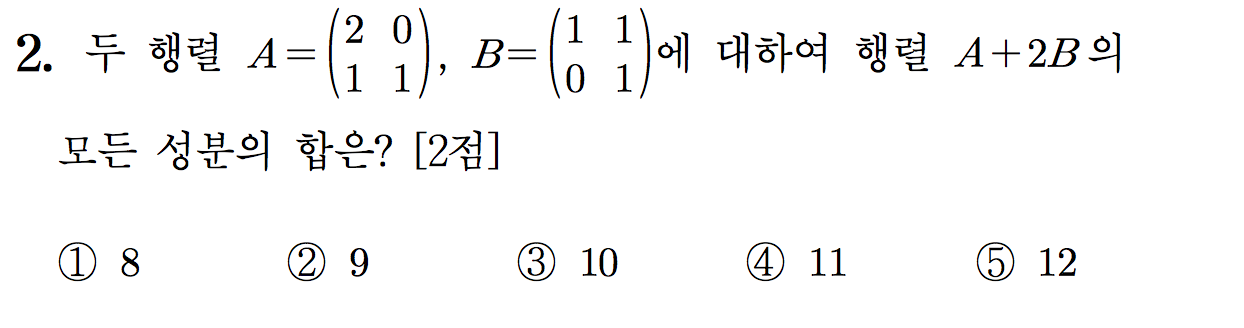 2. 두 행렬 A=(2 0 1 1), B=(1 1 0 1)에 대하여 행렬 A+2B의
모든 성분의 합은? [2점]
① 8 ② 9 ③ 10 ④ 11 ⑤ 12